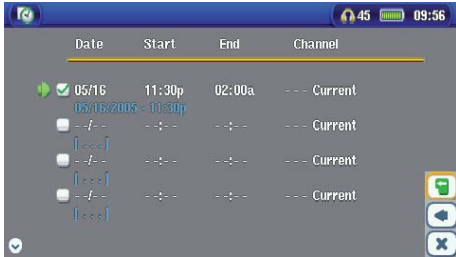 45 09:56
Date Start End Channel
05/16 11:30p 02:00a - - - Current
05/16/2005 - 11:30p
- -/- - - -:- - - -:- - - - - Current
[...]
- -/- - - -:- - - -:- - - - - Current
[...]
- -/- - - -:- - - -:- - - - - Current
[...]